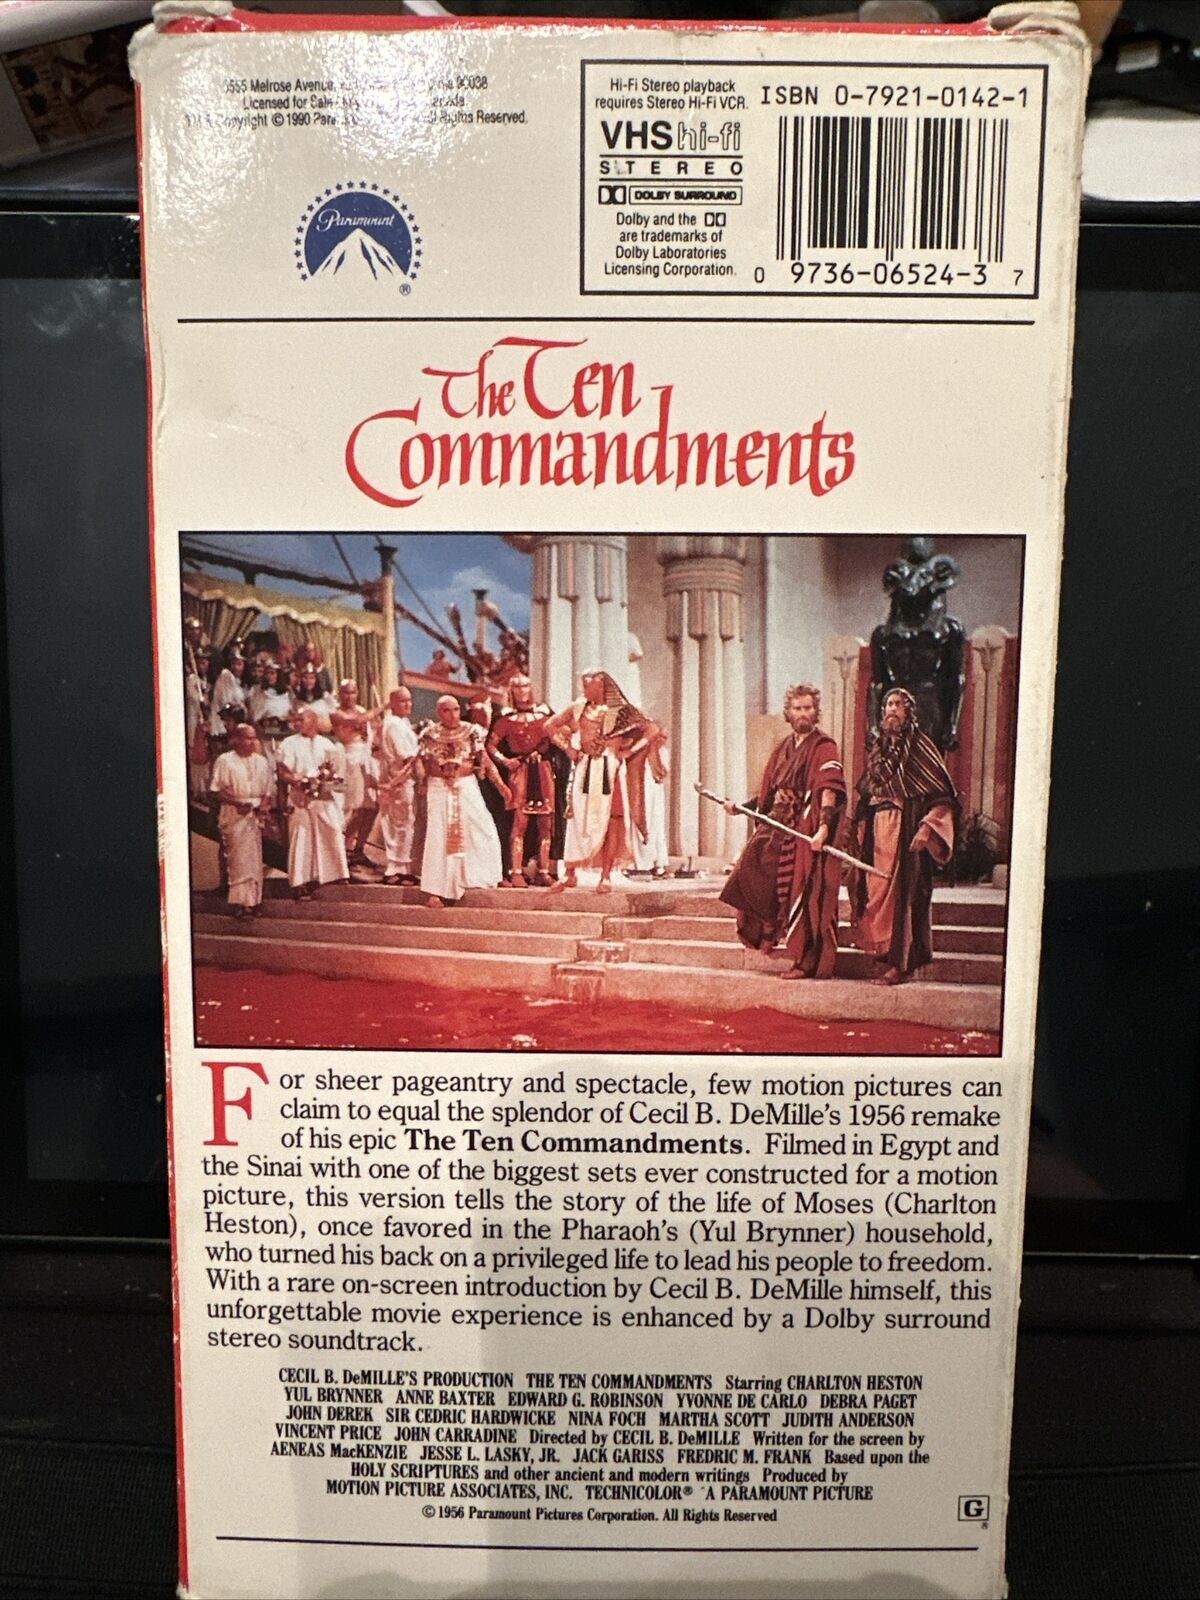 5555 Melrose Avenue, 90038
Licensed for Sale
Copyright © 1990 Rights Reserved.
Paramount
®
Hi-Fi Stereo playback
requires Stereo Hi-Fi VCR.
VHS hi-fi
STEREO
DOLBY SURROUND
Dolby and the
are trademarks of
Dolby Laboratories
Licensing Corporation.
ISBN 0-7921-0142-1
0 9736-06524-3 7
The Ten
Commandments
For sheer pageantry and spectacle, few motion pictures can
claim to equal the splendor of Cecil B. DeMille's 1956 remake
of his epic The Ten Commandments. Filmed in Egypt and
the Sinai with one of the biggest sets ever constructed for a motion
picture, this version tells the story of the life of Moses (Charlton
Heston), once favored in the Pharaoh's (Yul Brynner) household,
who turned his back on a privileged life to lead his people to freedom.
With a rare on-screen introduction by Cecil B. DeMille himself, this
unforgettable movie experience is enhanced by a Dolby surround
stereo soundtrack.
CECIL B. DeMILLE'S PRODUCTION THE TEN COMMANDMENTS Starring CHARLTON HESTON
YUL BRYNNER ANNE BAXTER EDWARD G. ROBINSON YVONNE DE CARLO DEBRA PAGET
JOHN DEREK SIR CEDRIC HARDWICKE NINA FOCH MARTHA SCOTT JUDITH ANDERSON
VINCENT PRICE JOHN CARRADINE Directed by CECIL B. DeMILLE Written for the screen by
AENEAS MacKENZIE JESSE L. LASKY, JR. JACK GARISS FREDRIC M. FRANK Based upon the
HOLY SCRIPTURES and other ancient and modern writings Produced by
MOTION PICTURE ASSOCIATES, INC. TECHNICOLOR® A PARAMOUNT PICTURE
© 1956 Paramount Pictures Corporation. All Rights Reserved
G
®